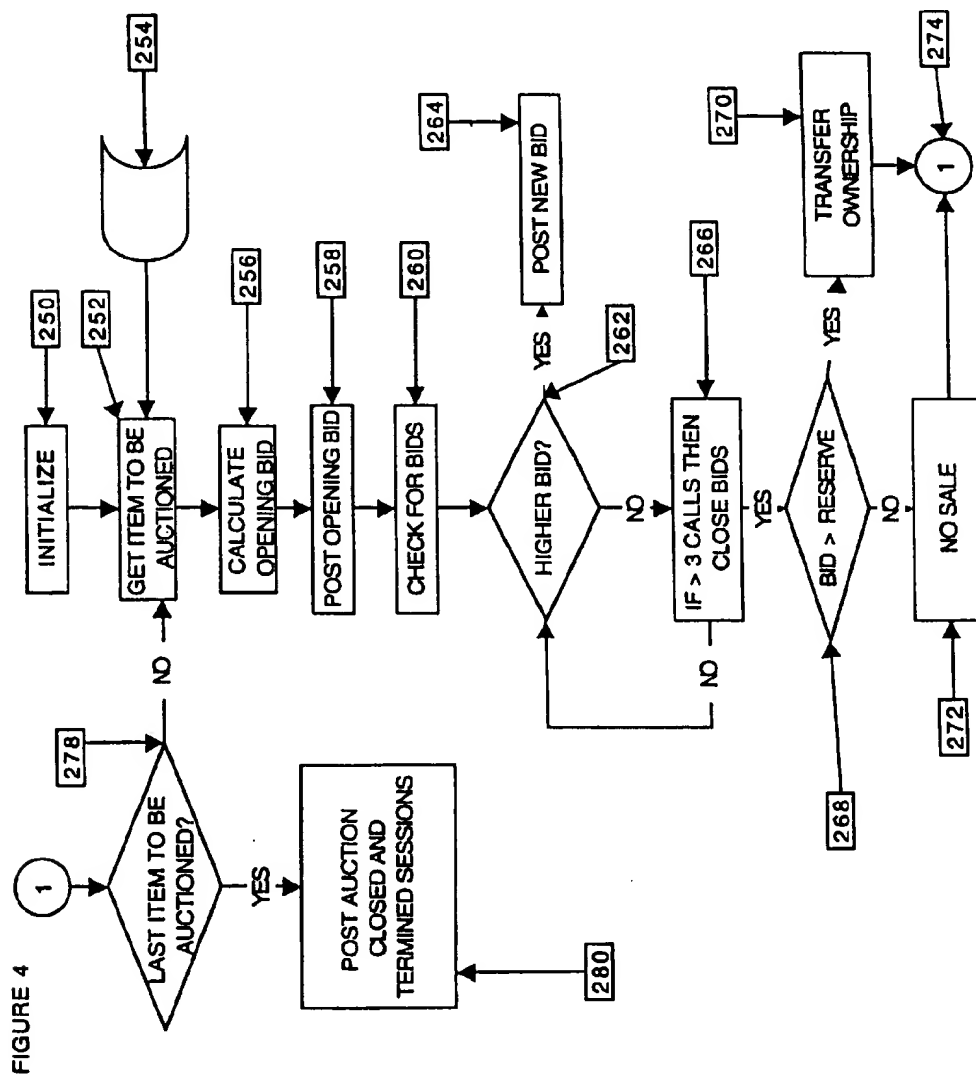 FIGURE 4
1
LAST ITEM TO BE
AUCTIONED?
278
NO
YES
POST AUCTION
CLOSED AND
TERMINED SESSIONS
280
INITIALIZE
250
252
GET ITEM TO BE
AUCTIONED
254
CALCULATE
OPENING BID
256
POST OPENING BID
258
CHECK FOR BIDS
260
HIGHER BID?
262
YES
POST NEW BID
264
NO
IF > 3 CALLS THEN
CLOSE BIDS
266
NO
YES
BID > RESERVE
268
YES
TRANSFER
OWNERSHIP
270
NO
NO SALE
272
1
274